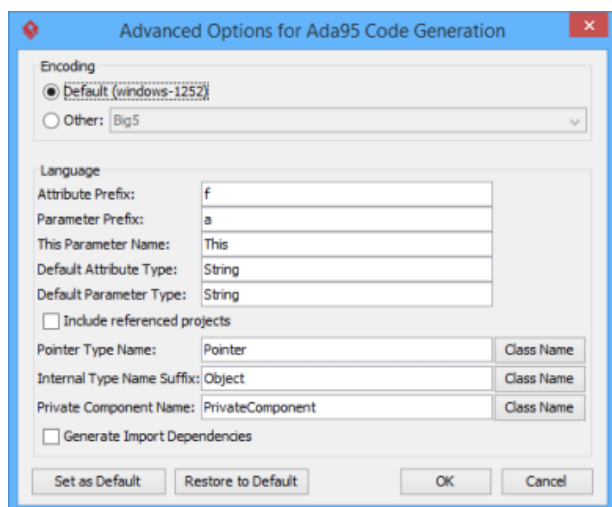 Advanced Options for Ada95 Code Generation
Encoding
Default (windows-1252)
Other: Big5
Language
Attribute Prefix: f
Parameter Prefix: a
This Parameter Name: This
Default Attribute Type: String
Default Parameter Type: String
Include referenced projects
Pointer Type Name: Pointer Class Name
Internal Type Name Suffix: Object Class Name
Private Component Name: PrivateComponent Class Name
Generate Import Dependencies
Set as Default Restore to Default OK Cancel